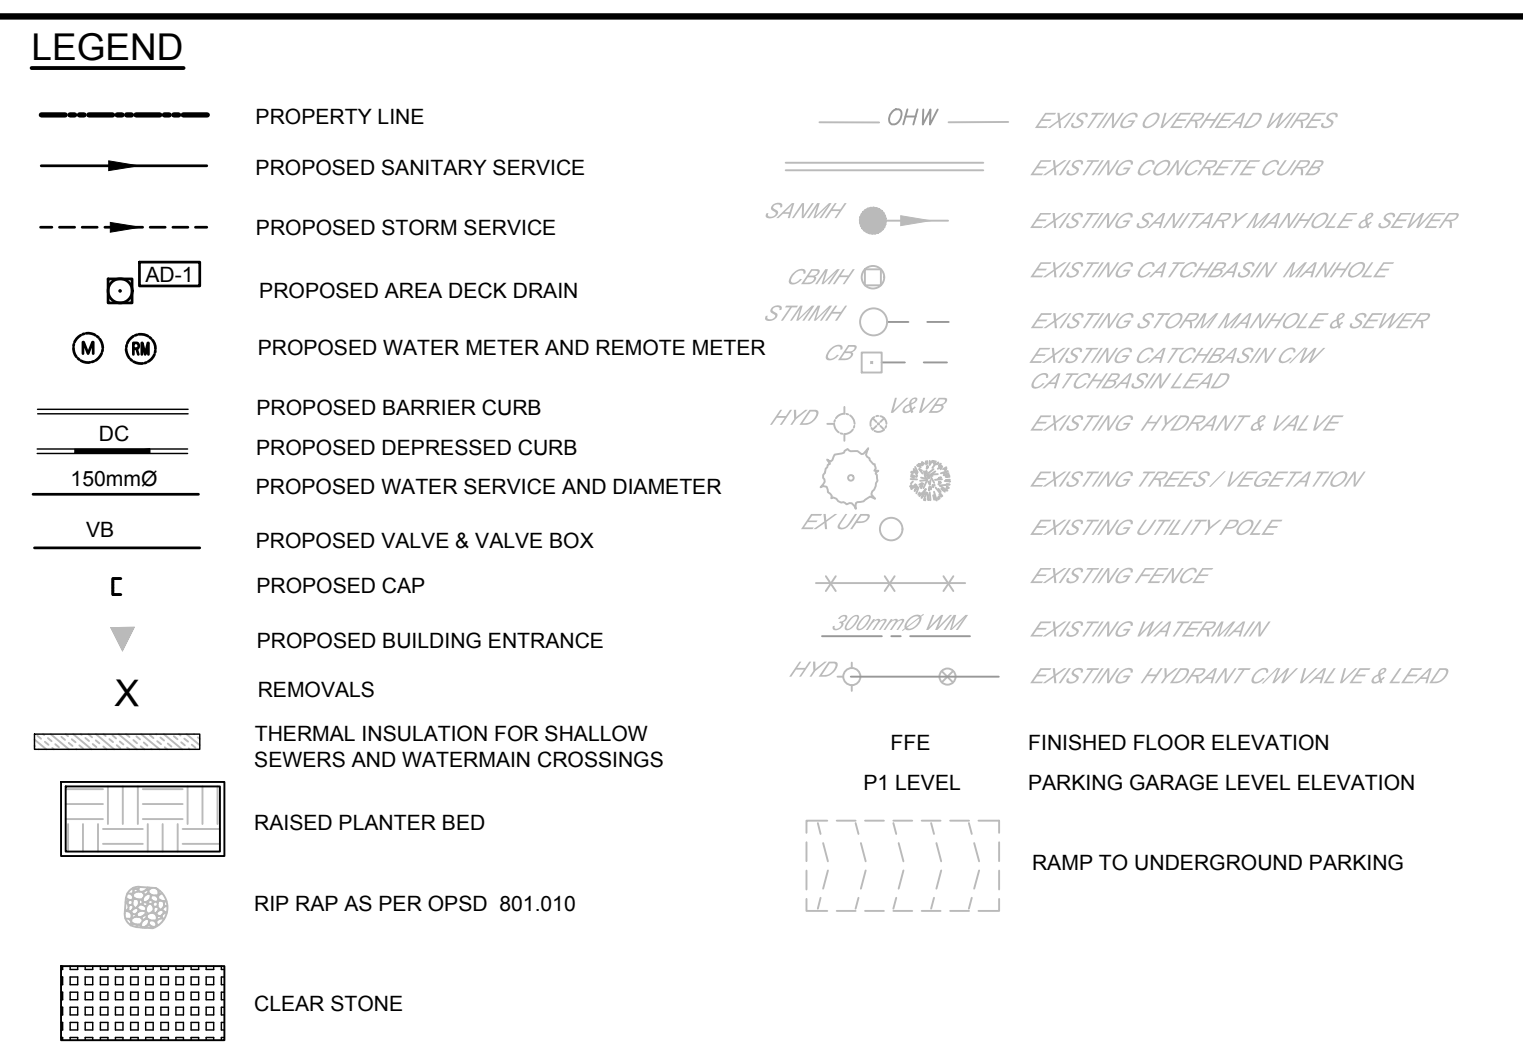 LEGEND
PROPERTY LINE
PROPOSED SANITARY SERVICE
PROPOSED STORM SERVICE
AD-1
PROPOSED AREA DECK DRAIN
M RM PROPOSED WATER METER AND REMOTE METER
PROPOSED BARRIER CURB
DC
PROPOSED DEPRESSED CURB
150mmØ
PROPOSED WATER SERVICE AND DIAMETER
VB
PROPOSED VALVE & VALVE BOX
PROPOSED CAP
PROPOSED BUILDING ENTRANCE
X REMOVALS
THERMAL INSULATION FOR SHALLOW
SEWERS AND WATERMAIN CROSSINGS
RAISED PLANTER BED
RIP RAP AS PER OPSD 801.010
CLEAR STONE
OHW EXISTING OVERHEAD WIRES
EXISTING CONCRETE CURB
SANMH EXISTING SANITARY MANHOLE & SEWER
CBMH EXISTING CATCHBASIN MANHOLE
STMMH EXISTING STORM MANHOLE & SEWER
CB EXISTING CATCHBASIN C/W
CATCHBASIN LEAD
HYD V&VB EXISTING HYDRANT & VALVE
EXISTING TREES / VEGETATION
EX UP EXISTING UTILITY POLE
EXISTING FENCE
300mmØ WM EXISTING WATERMAIN
HYD EXISTING HYDRANT C/W VALVE & LEAD
FFE FINISHED FLOOR ELEVATION
P1 LEVEL PARKING GARAGE LEVEL ELEVATION
RAMP TO UNDERGROUND PARKING